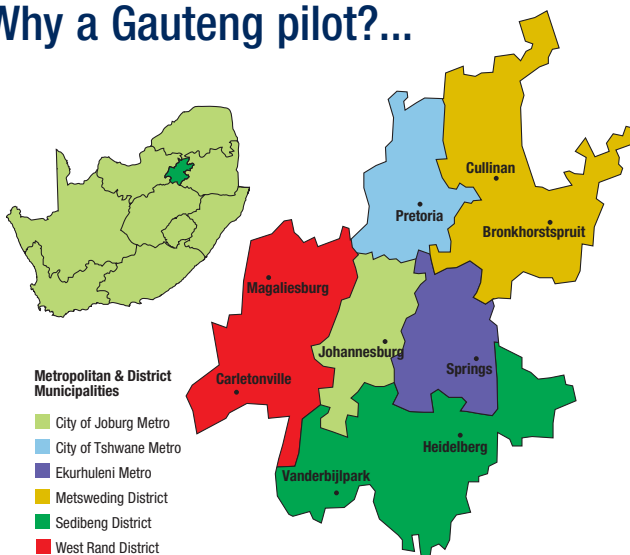 Why a Gauteng pilot?...
Cullinan
Pretoria
Bronkhorstspruit
Magaliesburg
Johannesburg
Springs
Carletonville
Heidelberg
Vanderbijlpark
Metropolitan & District
Municipalities
City of Joburg Metro
City of Tshwane Metro
Ekurhuleni Metro
Metsweding District
Sedibeng District
West Rand District